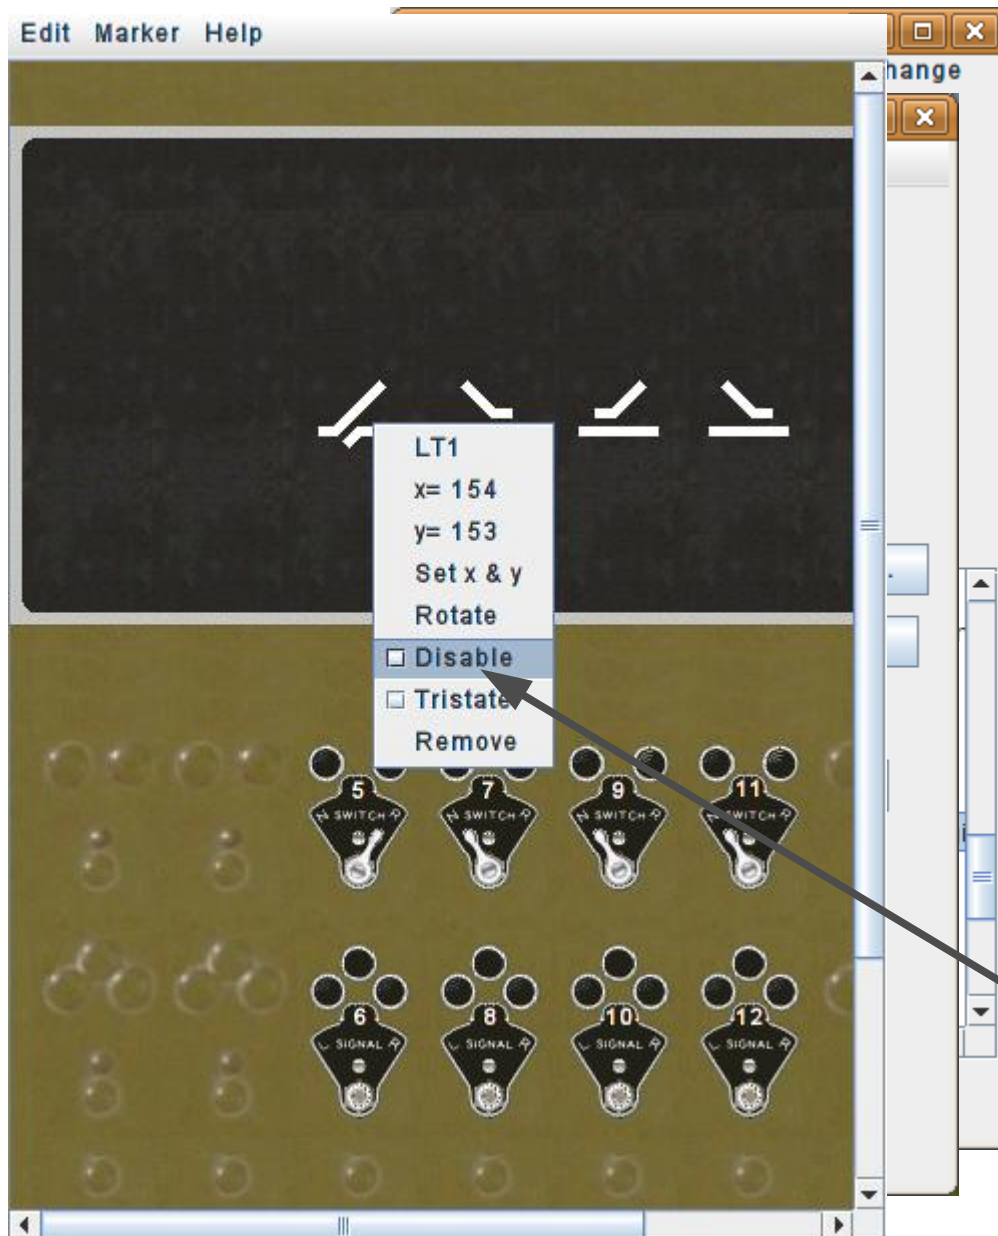 Edit Marker Help
hange
LT1
x= 154
y= 153
Set x & y
Rotate
Disable
Tristate
Remove
5 7 9 11
SWITCH R SWITCH R SWITCH R SWITCH R
6 8 10 12
L SIGNAL R L SIGNAL R L SIGNAL R L SIGNAL R